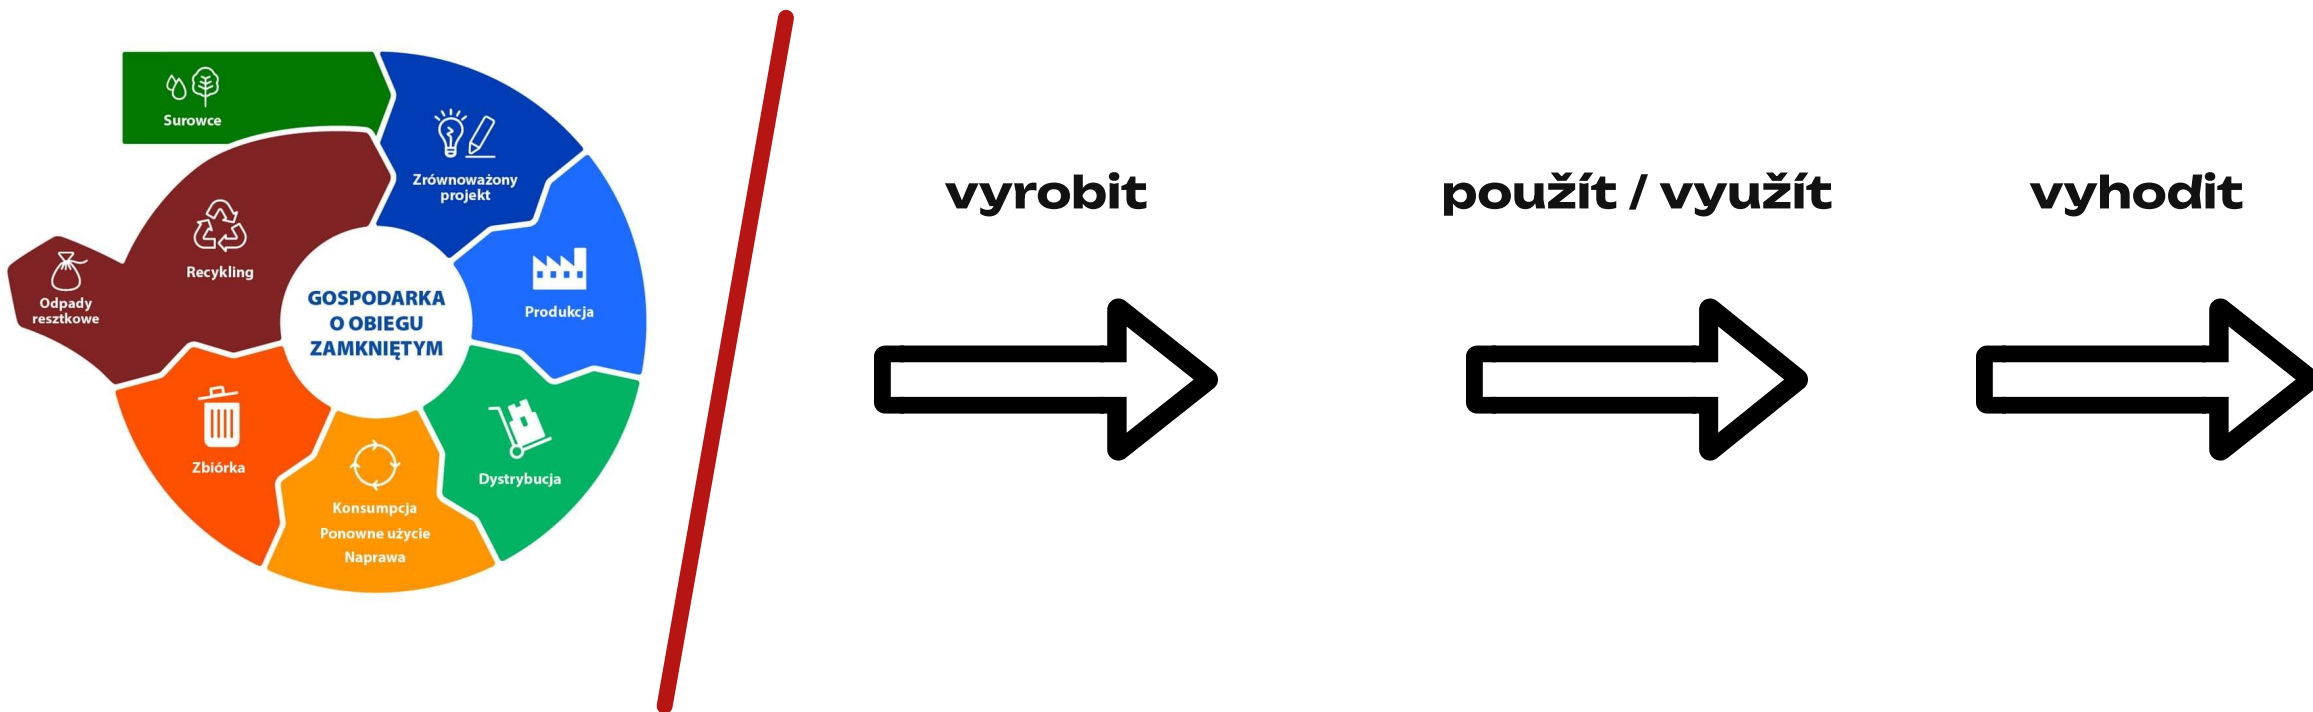 Surowce
Zrównoważony
projekt
Produkcja
Dystrybucja
Konsumpcja
Ponowne użycie
Naprawa
Zbiórka
Recykling
Odpady
resztkowe
GOSPODARKA
O OBIEGU
ZAMKNIĘTYM
vyrobit
použít / využít
vyhodit